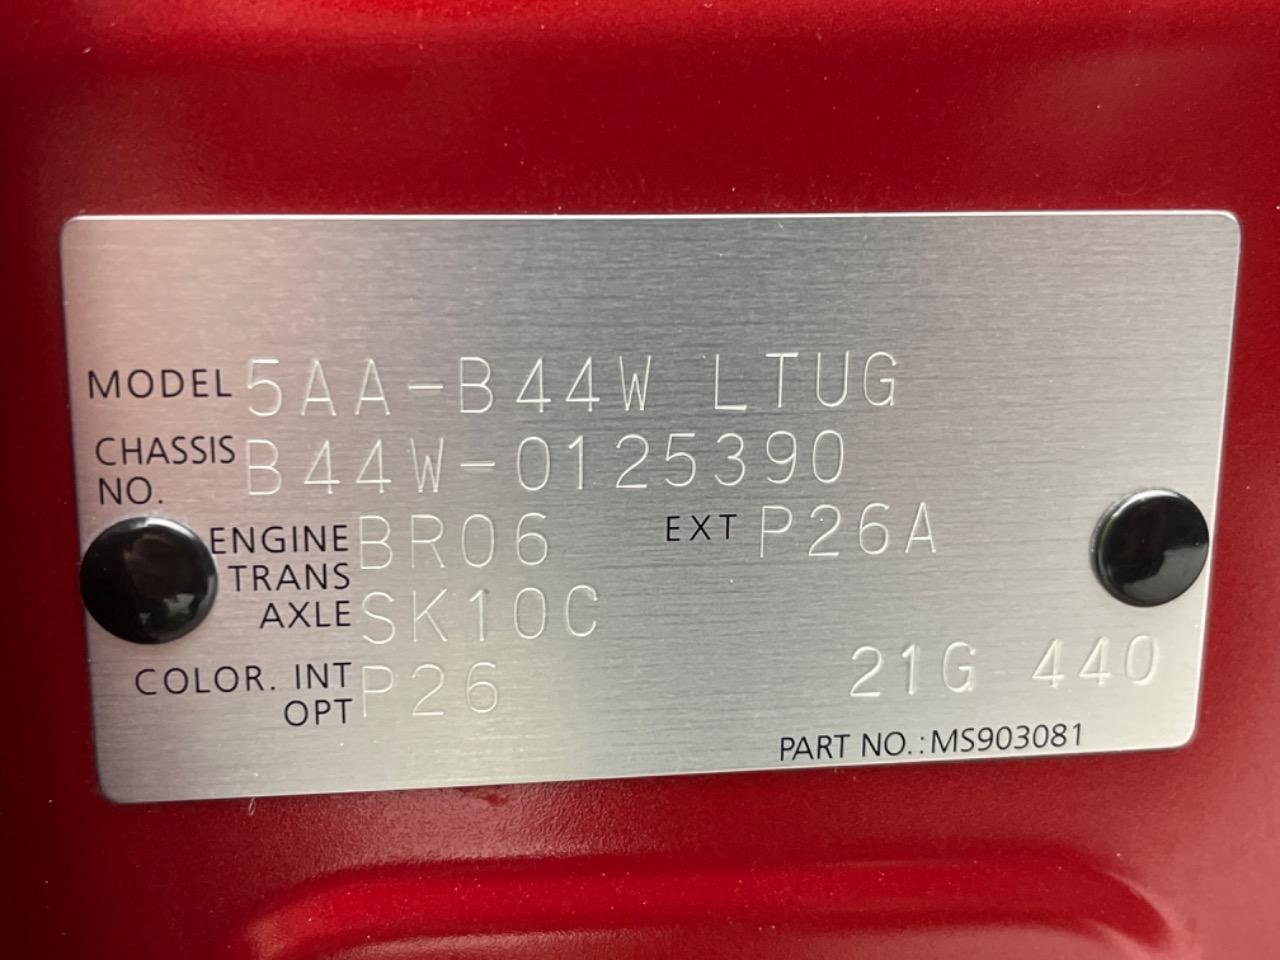 MODEL 5AA-B44W LTUG
CHASSIS NO. B44W-0125390
ENGINE BR06 EXT P26A
TRANS AXLE SK10C
COLOR. INT P26
OPT 21G 440
PART NO.:MS903081